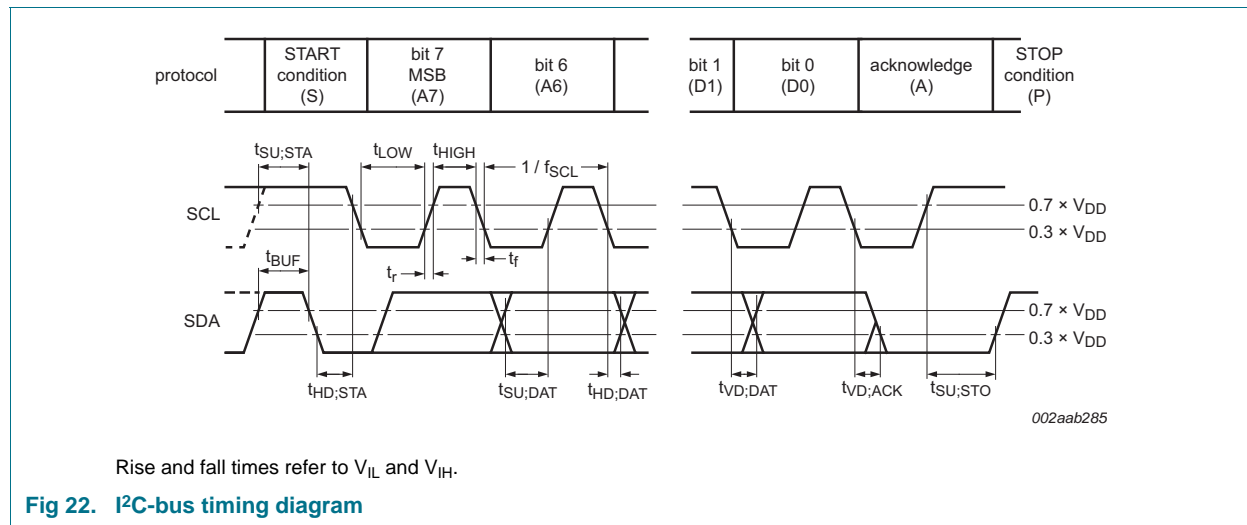 protocol
START
condition
(S)
bit 7
MSB
(A7)
bit 6
(A6)
bit 1
(D1)
bit 0
(D0)
acknowledge
(A)
STOP
condition
(P)
tSU;STA
tLOW
tHIGH
1 / fSCL
SCL
0.7 × VDD
0.3 × VDD
tBUF
tr
tf
SDA
0.7 × VDD
0.3 × VDD
tHD;STA
tSU;DAT
tHD;DAT
tVD;DAT
tVD;ACK
tSU;STO
002aab285
Rise and fall times refer to VIL and VIH.
Fig 22. I²C-bus timing diagram